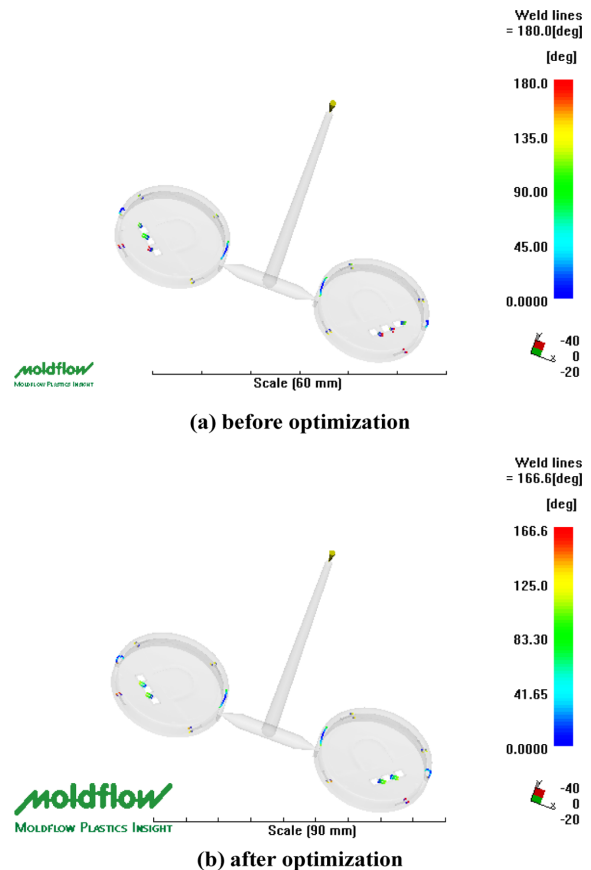 Weld lines
= 180.0[deg]
[deg]
180.0
135.0
90.00
45.00
0.0000
-40
0
-20
moldflow
MOLDFLOW PLASTICS INSIGHT
Scale (60 mm)
(a) before optimization
Weld lines
= 166.6[deg]
[deg]
166.6
125.0
83.30
41.65
0.0000
-40
0
-20
moldflow
MOLDFLOW PLASTICS INSIGHT
Scale (90 mm)
(b) after optimization